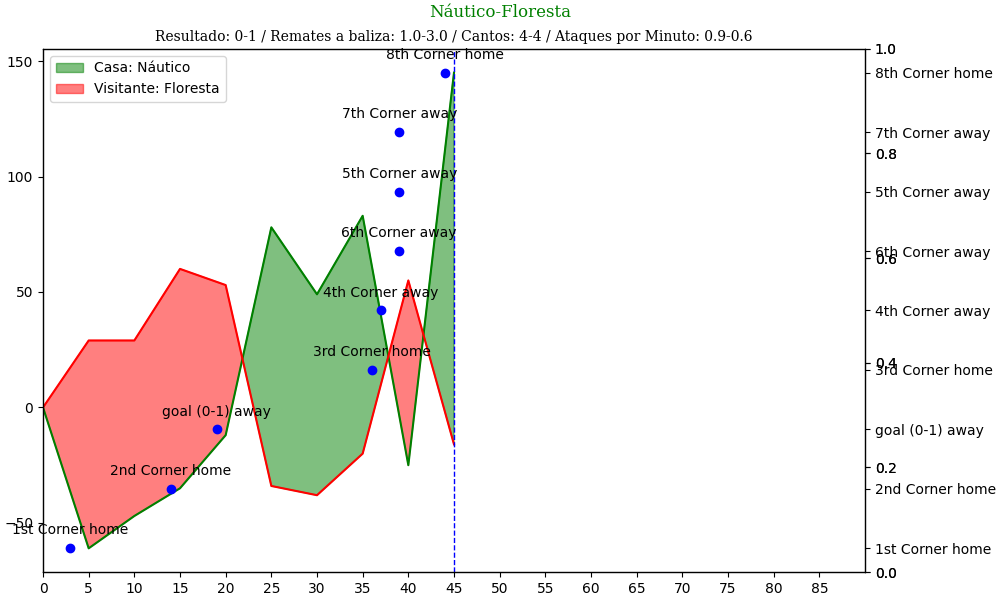 Náutico-Floresta
Resultado: 0-1 / Remates a baliza: 1.0-3.0 / Cantos: 4-4 / Ataques por Minuto: 0.9-0.6
Casa: Náutico
Visitante: Floresta
150
100
50
0
−50
8th Corner home
7th Corner away
5th Corner away
6th Corner away
4th Corner away
3rd Corner home
goal (0-1) away
2nd Corner home
1st Corner home
1.0
8th Corner home
7th Corner away
0.8
5th Corner away
6th Corner away
0.6
4th Corner away
0.4
3rd Corner home
goal (0-1) away
0.2
2nd Corner home
1st Corner home
0.0
0 5 10 15 20 25 30 35 40 45 50 55 60 65 70 75 80 85